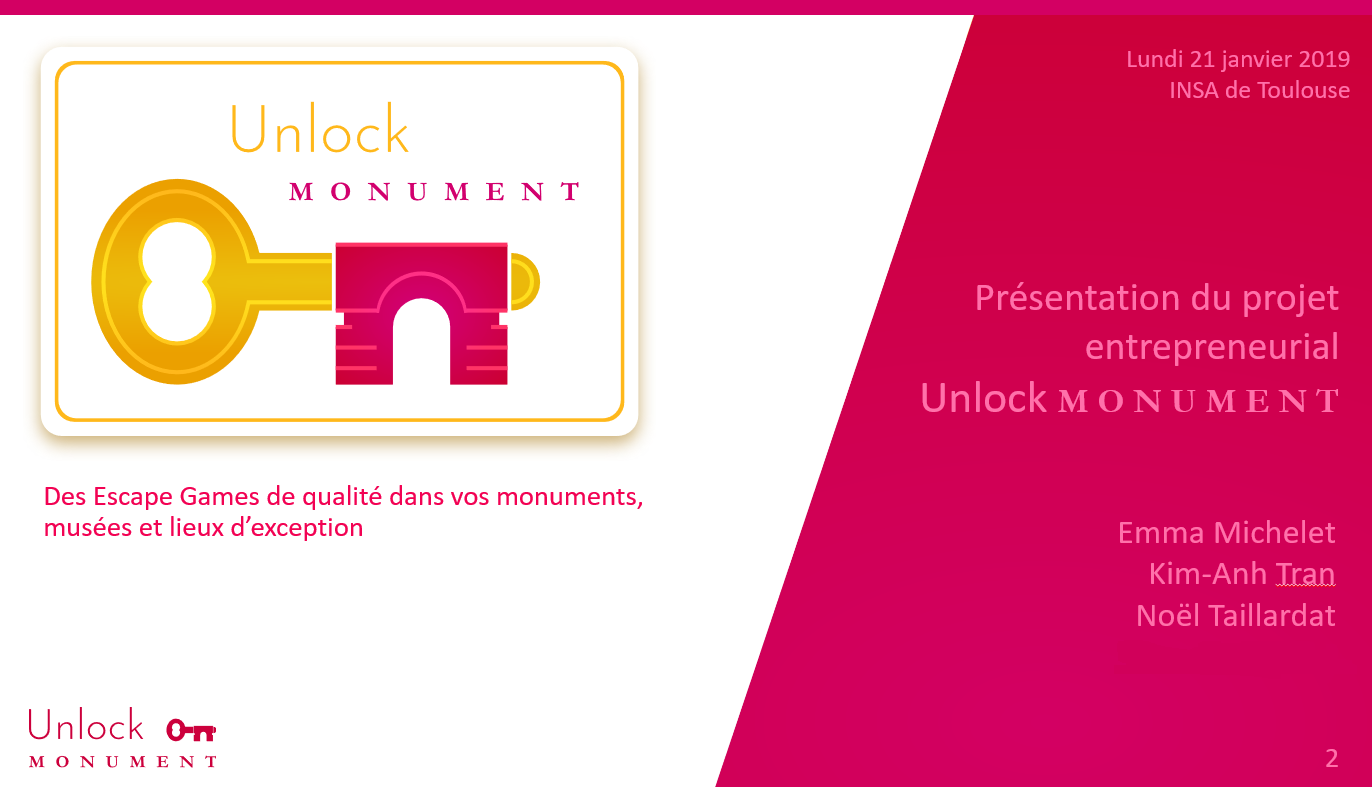 Unlock
MONUMENT
Des Escape Games de qualité dans vos monuments,
musées et lieux d’exception
Unlock
MONUMENT
Lundi 21 janvier 2019
INSA de Toulouse
Présentation du projet
entrepreneurial
Unlock MONUMENT
Emma Michelet
Kim-Anh Tran
Noël Taillardat
2